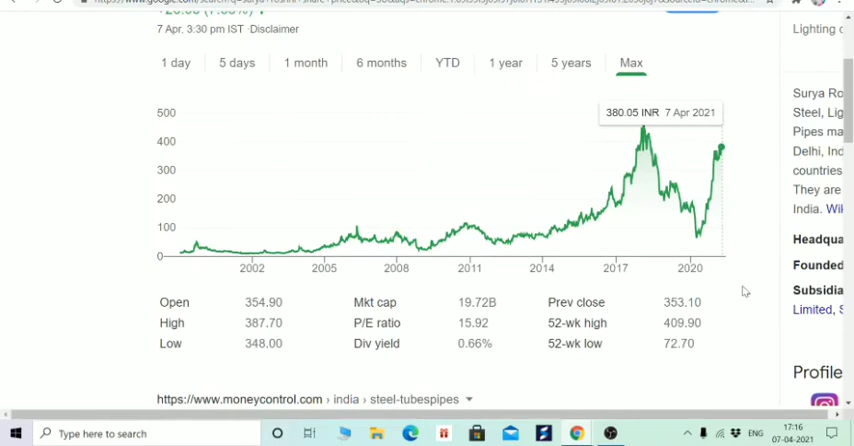 7 Apr, 3:30 pm IST · Disclaimer
1 day 5 days 1 month 6 months YTD 1 year 5 years Max
380.05 INR 7 Apr 2021
500
400
300
200
100
0
2002 2005 2008 2011 2014 2017 2020
Open 354.90 Mkt cap 19.72B Prev close 353.10
High 387.70 P/E ratio 15.92 52-wk high 409.90
Low 348.00 Div yield 0.66% 52-wk low 72.70
https://www.moneycontrol.com › india › steel-tubespipes
Lighting
Surya Ro
Steel, Lig
Pipes ma
Delhi, Ind
countries
They are
India. Wik
Headqua
Founded
Subsidia
Limited, S
Profile
Type here to search
ENG
17:16
07-04-2021